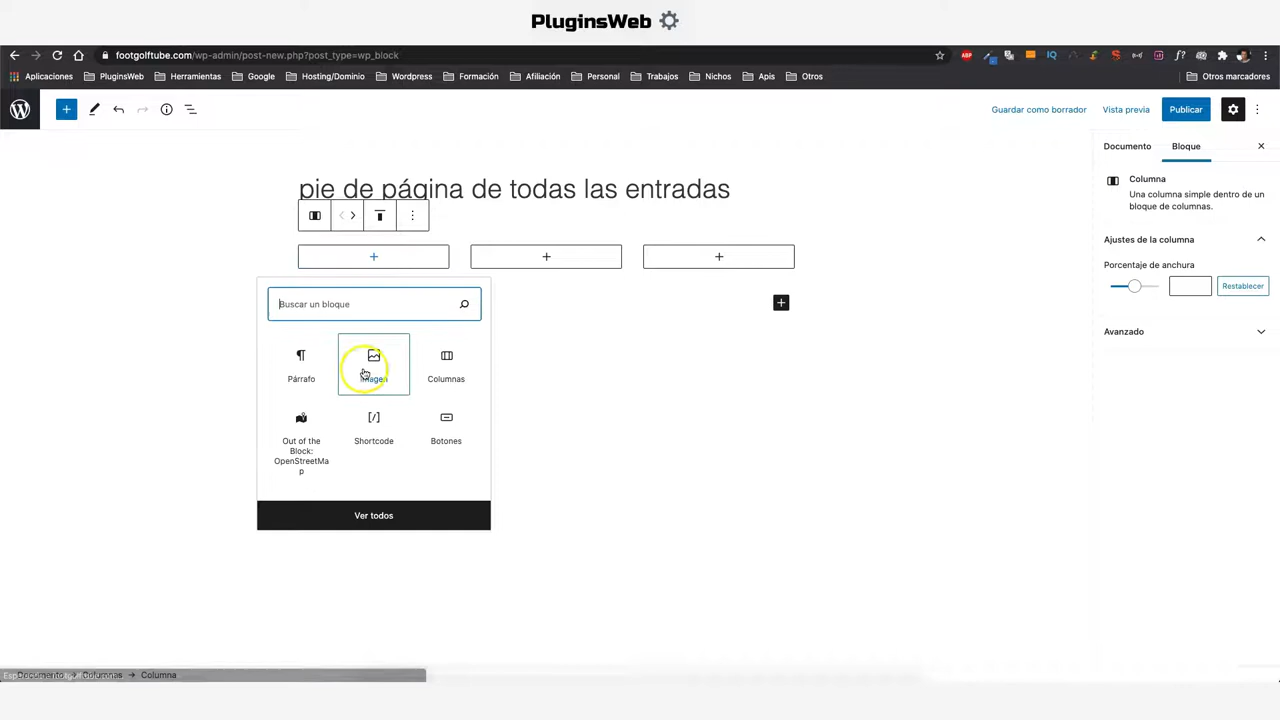 PluginsWeb
footgolftube.com/wp-admin/post-new.php?post_type=wp_block
Aplicaciones PluginsWeb Herramientas Google Hosting/Dominio Wordpress Formación Afiliación Personal Trabajos Nichos Apis Otros Otros marcadores
Guardar como borrador Vista previa Publicar
Documento Bloque
pie de página de todas las entradas
Columna
Una columna simple dentro de un
bloque de columnas.
Ajustes de la columna
Porcentaje de anchura
Restablecer
Avanzado
Buscar un bloque
Párrafo Imagen Columnas
Out of the
Block:
OpenStreetMa
p
Shortcode Botones
Ver todos
Documento → Columnas → Columna